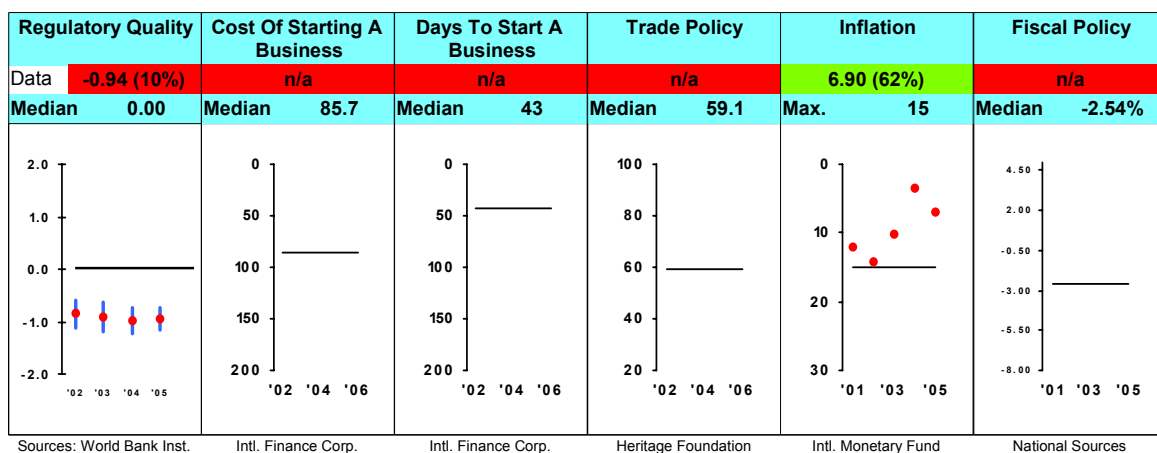 Regulatory Quality
Data -0.94 (10%)
Median 0.00
2.0
1.0
0.0
-1.0
-2.0
'02 '03 '04 '05
Sources: World Bank Inst.
Cost Of Starting A
Business
n/a
Median 85.7
0
50
100
150
200
'02 '04 '06
Intl. Finance Corp.
Days To Start A
Business
n/a
Median 43
0
50
100
150
200
'02 '04 '06
Intl. Finance Corp.
Trade Policy
n/a
Median 59.1
100
80
60
40
20
'02 '04 '06
Heritage Foundation
Inflation
6.90 (62%)
Max. 15
0
10
20
30
'01 '03 '05
Intl. Monetary Fund
Fiscal Policy
n/a
Median -2.54%
4.50
2.00
-0.50
-3.00
-5.50
-8.00
'01 '03 '05
National Sources